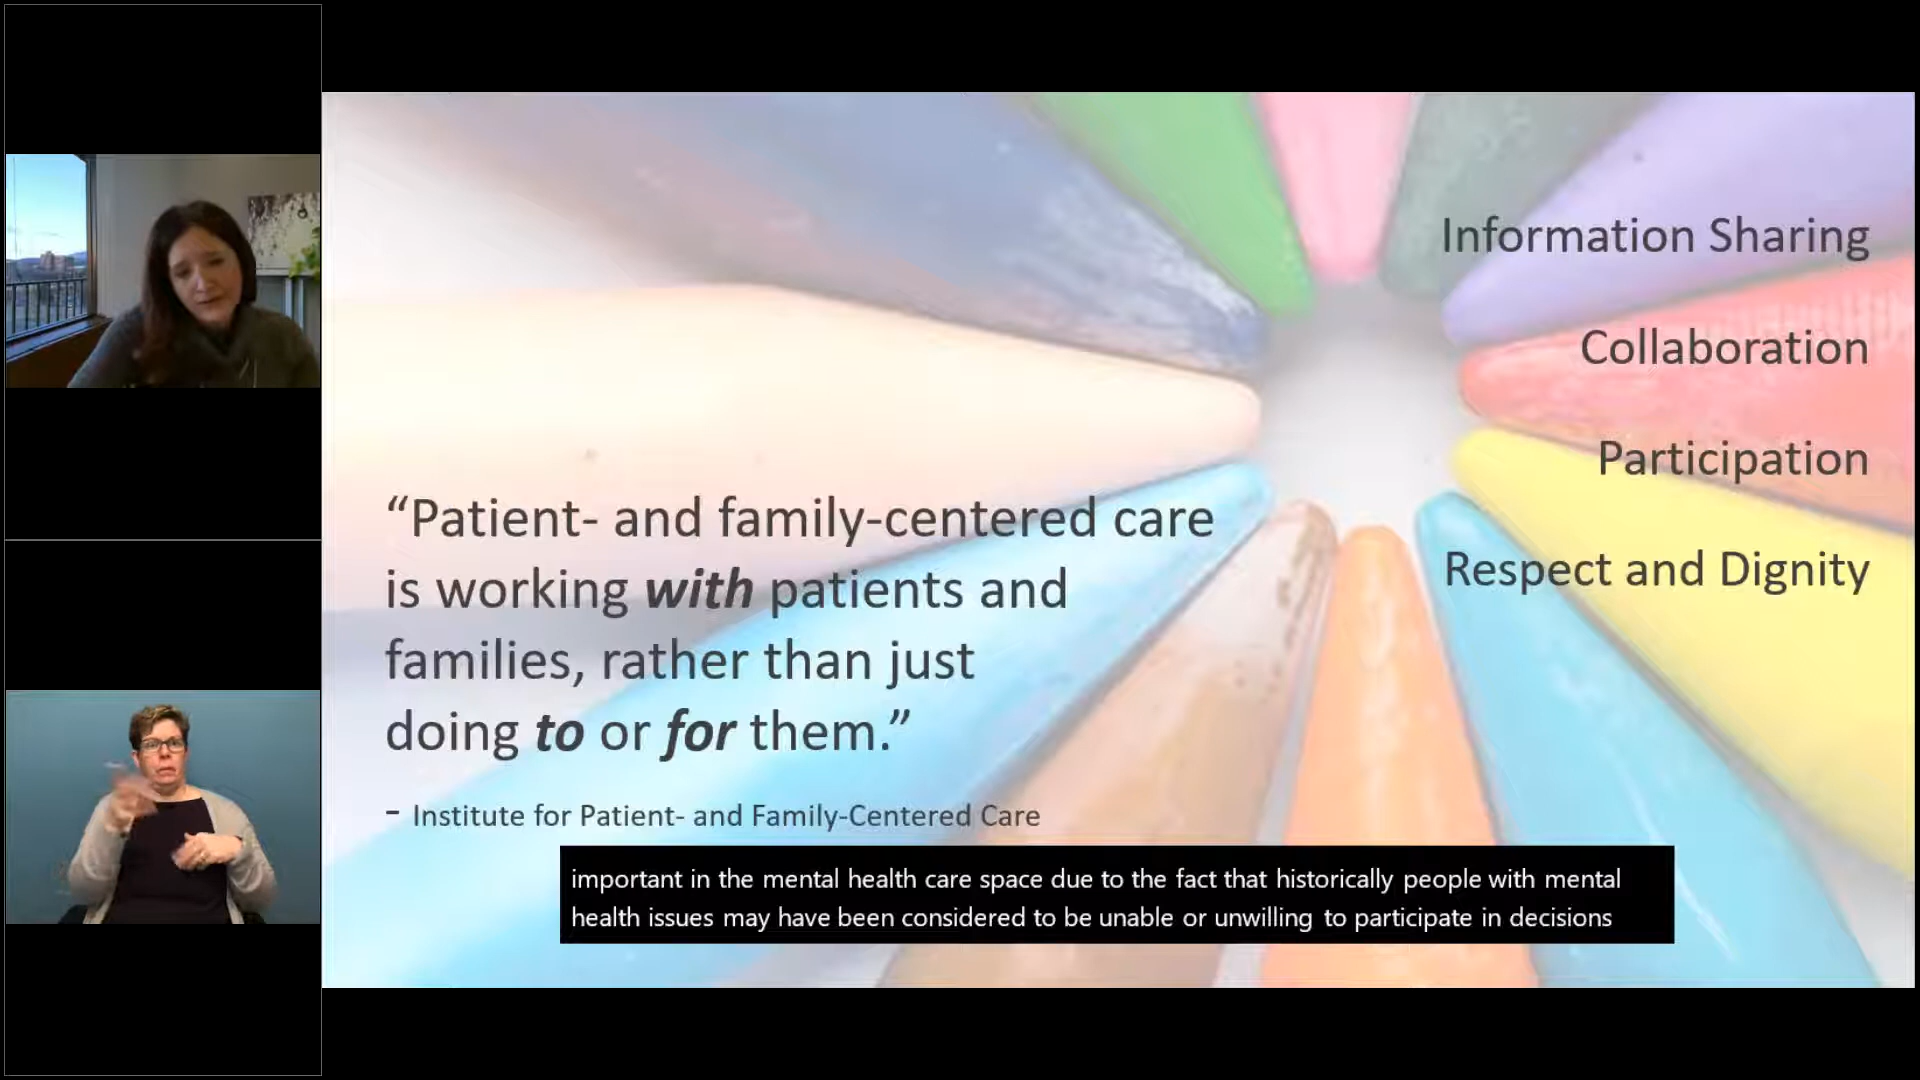 “Patient- and family-centered care
is working with patients and
families, rather than just
doing to or for them.”
- Institute for Patient- and Family-Centered Care
Information Sharing
Collaboration
Participation
Respect and Dignity
important in the mental health care space due to the fact that historically people with mental
health issues may have been considered to be unable or unwilling to participate in decisions